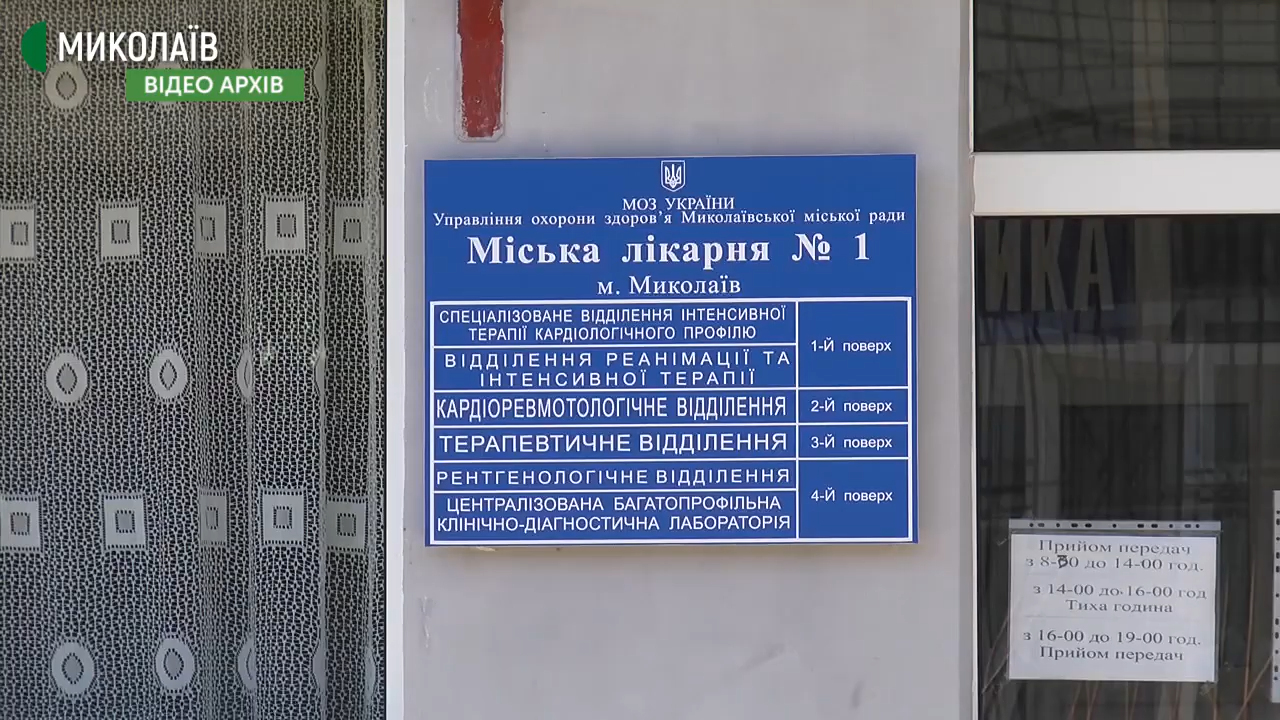 МИКОЛАЇВ
ВІДЕО АРХІВ
МОЗ УКРАЇНИ
Управління охорони здоров'я Миколаївської міської ради
Міська лікарня № 1
м. Миколаїв
СПЕЦІАЛІЗОВАНЕ ВІДДІЛЕННЯ ІНТЕНСИВНОЇ
ТЕРАПІЇ КАРДІОЛОГІЧНОГО ПРОФІЛЮ
ВІДДІЛЕННЯ РЕАНІМАЦІЇ ТА
ІНТЕНСИВНОЇ ТЕРАПІЇ
1-Й поверх
КАРДІОРЕВМОТОЛОГІЧНЕ ВІДДІЛЕННЯ
2-Й поверх
ТЕРАПЕВТИЧНЕ ВІДДІЛЕННЯ
3-Й поверх
РЕНТГЕНОЛОГІЧНЕ ВІДДІЛЕННЯ
ЦЕНТРАЛІЗОВАНА БАГАТОПРОФІЛЬНА
КЛІНІЧНО-ДІАГНОСТИЧНА ЛАБОРАТОРІЯ
4-Й поверх
Прийом передач
з 8-30 до 14-00 год.
з 14-00 до 16-00 год
Тиха година
з 16-00 до 19-00 год.
Прийом передач